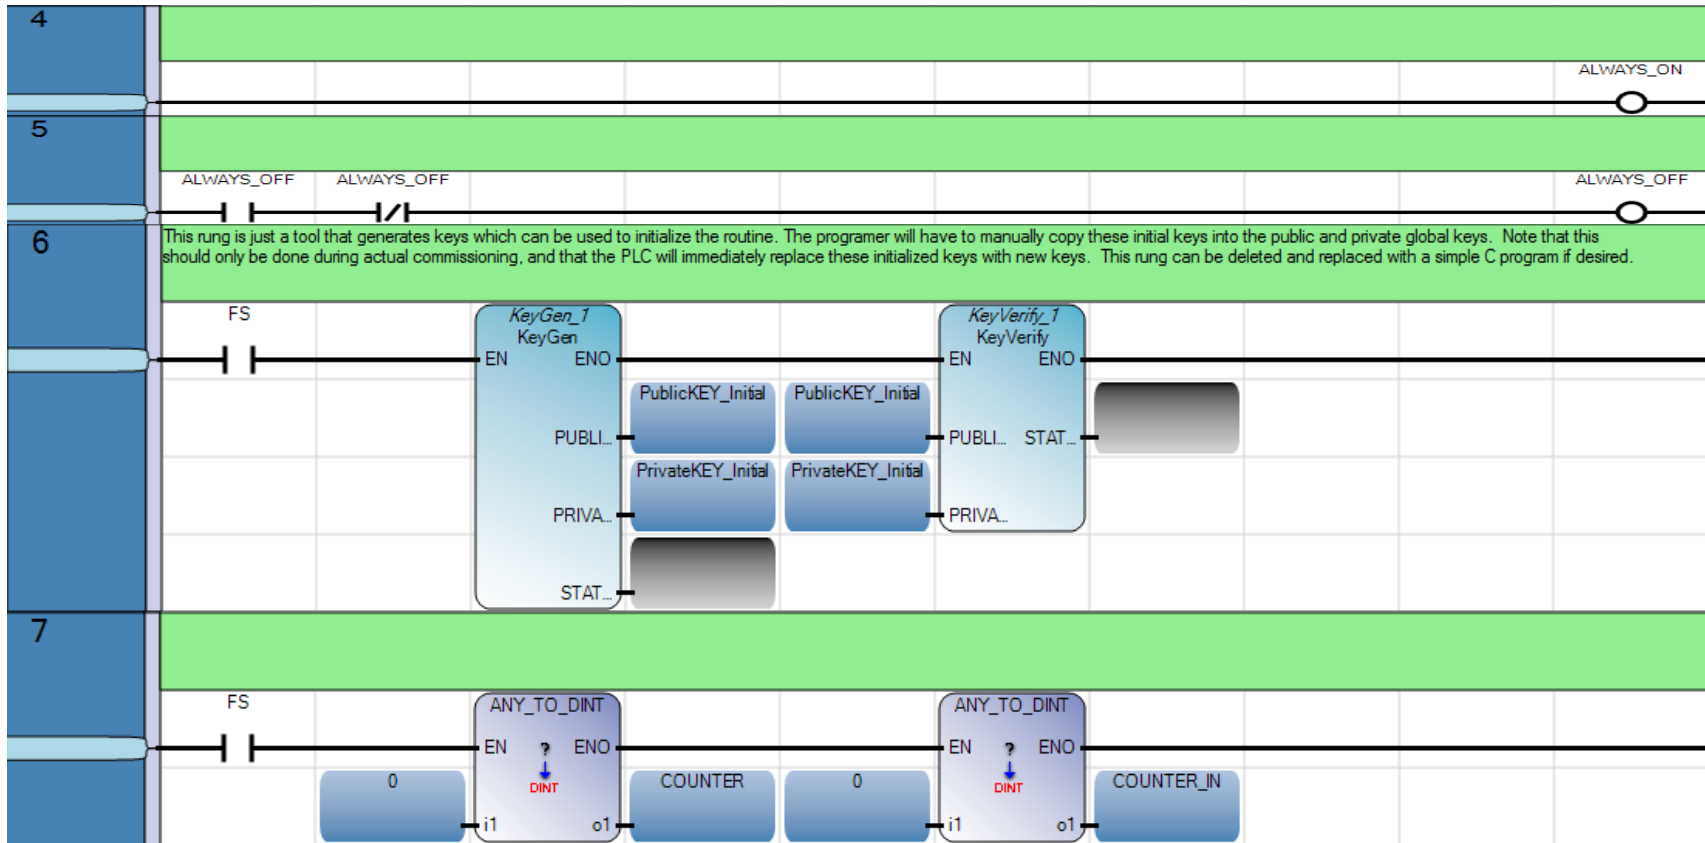 4
ALWAYS_ON
5
ALWAYS_OFF ALWAYS_OFF ALWAYS_OFF
6
This rung is just a tool that generates keys which can be used to initialize the routine. The programer will have to manually copy these initial keys into the public and private global keys.  Note that this
should only be done during actual commissioning, and that the PLC will immediately replace these initialized keys with new keys.  This rung can be deleted and replaced with a simple C program if desired.
FS KeyGen_1 KeyVerify_1
KeyGen KeyVerify
EN ENO EN ENO
PublicKEY_Initial PublicKEY_Initial
PUBLI... PUBLI... STAT...
PrivateKEY_Initial PrivateKEY_Initial
PRIVA... PRIVA...
STAT...
7
FS ANY_TO_DINT ANY_TO_DINT
EN ? ENO EN ? ENO
0 DINT COUNTER 0 DINT COUNTER_IN
i1 o1 i1 o1